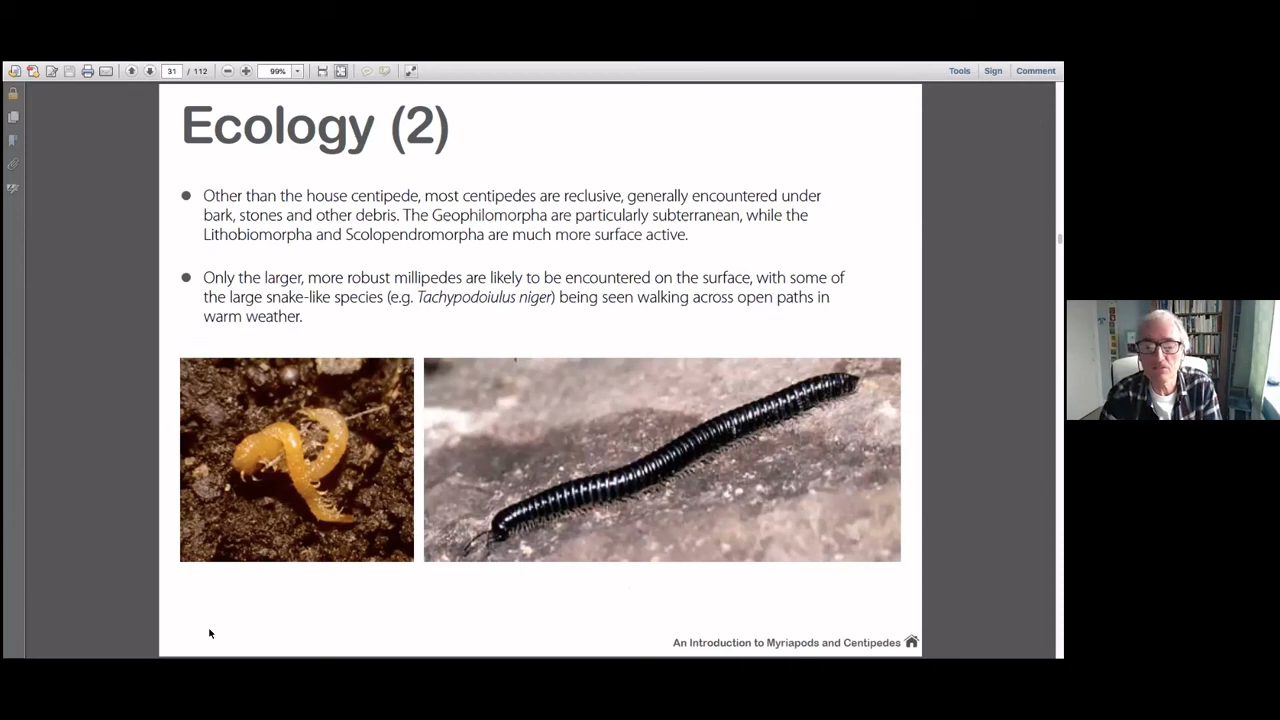 31 / 112
99%
Tools Sign Comment
Ecology (2)
Other than the house centipede, most centipedes are reclusive, generally encountered under
bark, stones and other debris. The Geophilomorpha are particularly subterranean, while the
Lithobiomorpha and Scolopendromorpha are much more surface active.
Only the larger, more robust millipedes are likely to be encountered on the surface, with some of
the large snake-like species (e.g. Tachypodoiulus niger) being seen walking across open paths in
warm weather.
An Introduction to Myriapods and Centipedes